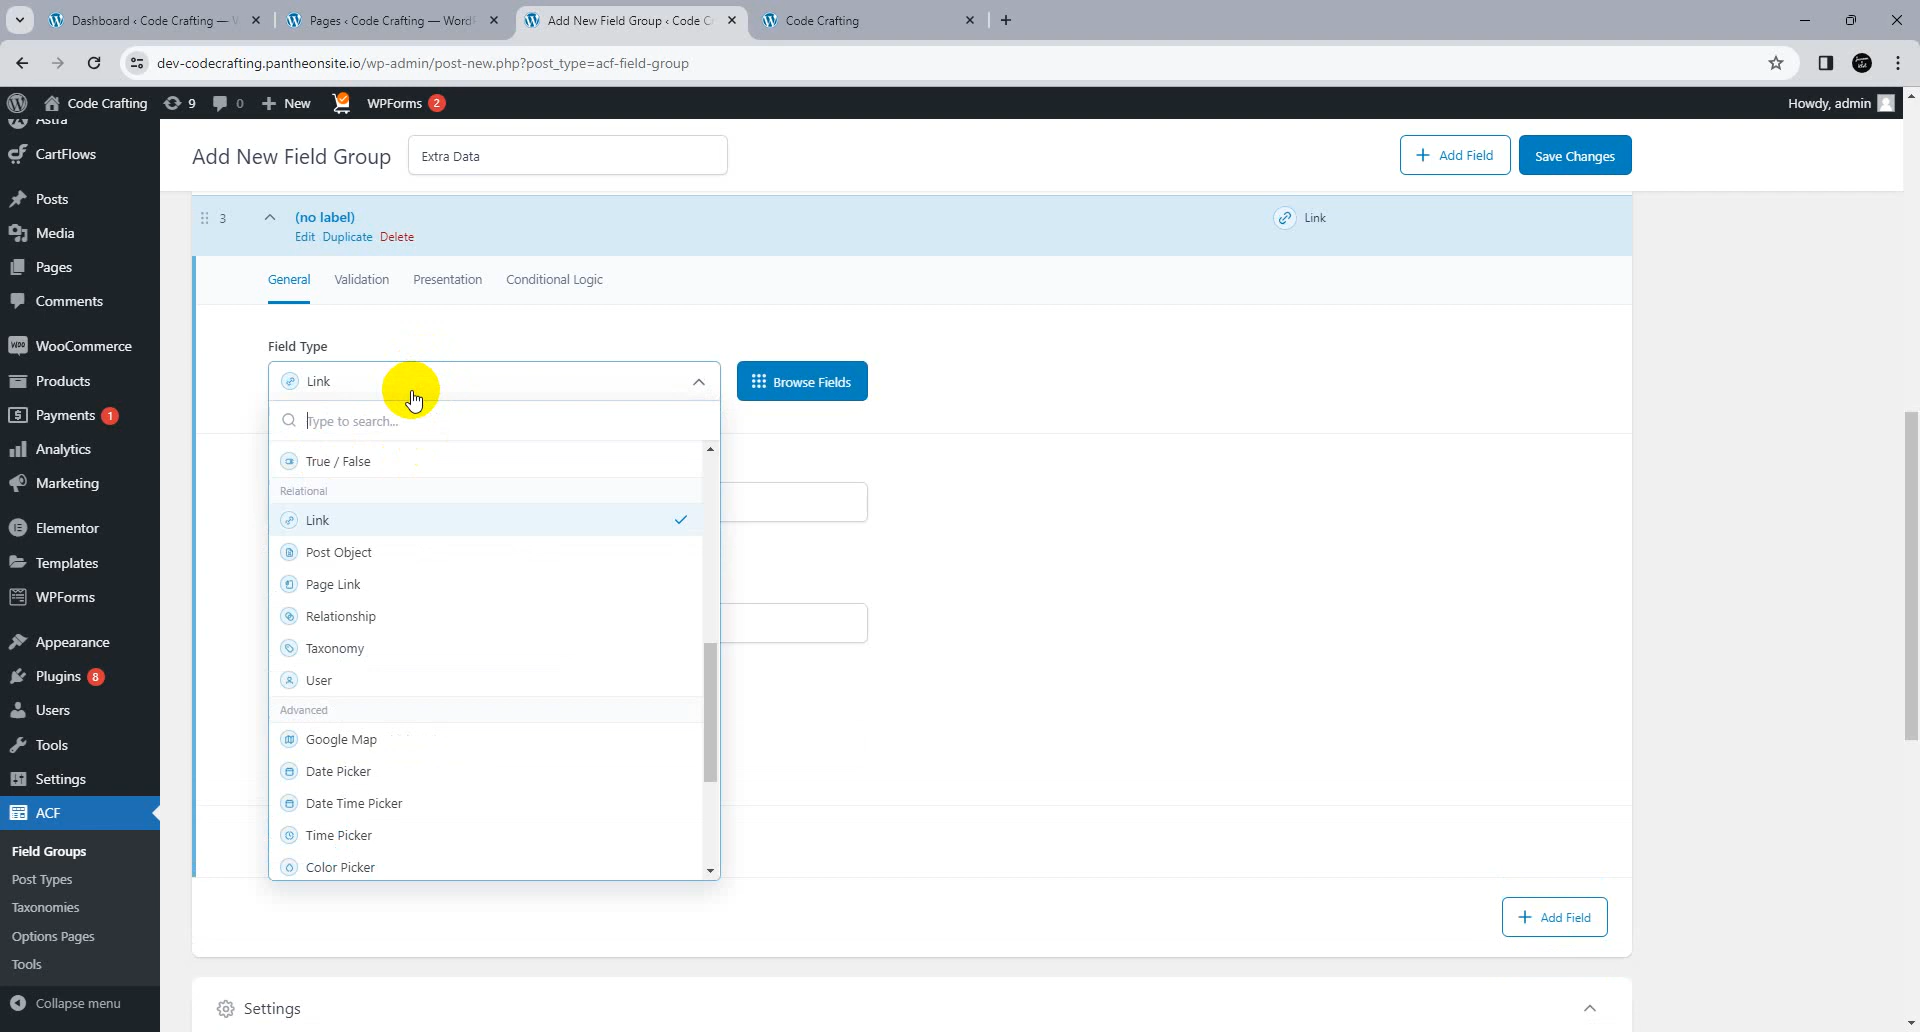 Dashboard ‹ Code Crafting — W
Pages ‹ Code Crafting — WordP
Add New Field Group ‹ Code C
Code Crafting
dev-codecrafting.pantheonsite.io/wp-admin/post-new.php?post_type=acf-field-group
Code Crafting
9
0
New
WPForms 2
Howdy, admin
Astra
CartFlows
Posts
Media
Pages
Comments
WooCommerce
Products
Payments 1
Analytics
Marketing
Elementor
Templates
WPForms
Appearance
Plugins 8
Users
Tools
Settings
ACF
Field Groups
Post Types
Taxonomies
Options Pages
Tools
Collapse menu
Add New Field Group
Extra Data
+ Add Field
Save Changes
3
(no label)
Link
Edit Duplicate Delete
General Validation Presentation Conditional Logic
Field Type
Link
Browse Fields
Type to search...
True / False
Relational
Link
Post Object
Page Link
Relationship
Taxonomy
User
Advanced
Google Map
Date Picker
Date Time Picker
Time Picker
Color Picker
+ Add Field
Settings